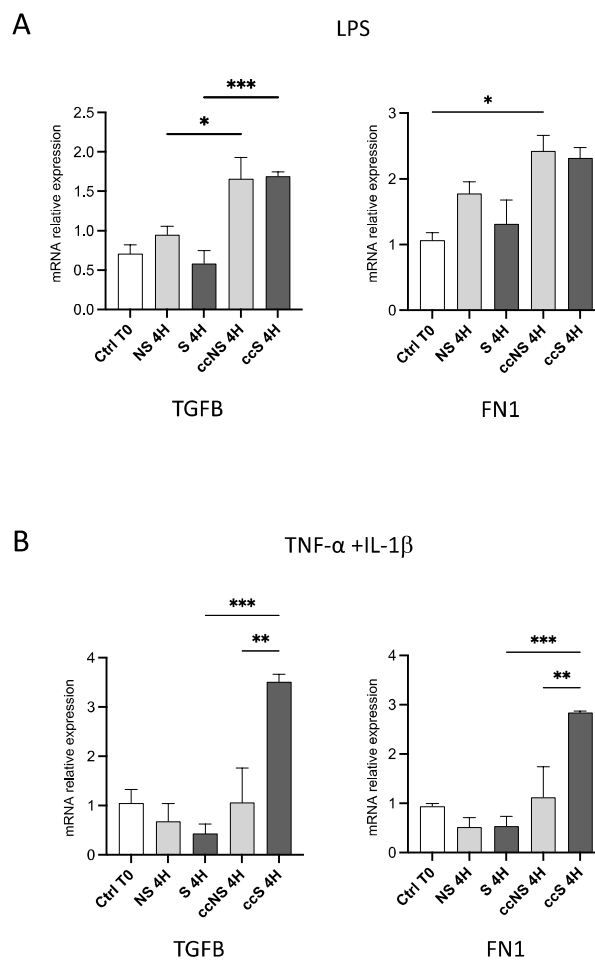 A
LPS
***
*
mRNA relative expression
2.5
2.0
1.5
1.0
0.5
0.0
Ctrl T0
NS 4H
S 4H
ccNS 4H
ccS 4H
TGFB
*
mRNA relative expression
3
2
1
0
Ctrl T0
NS 4H
S 4H
ccNS 4H
ccS 4H
FN1
B
TNF-α +IL-1β
***
**
mRNA relative expression
4
3
2
1
0
Ctrl T0
NS 4H
S 4H
ccNS 4H
ccS 4H
TGFB
***
**
mRNA relative expression
4
3
2
1
0
Ctrl T0
NS 4H
S 4H
ccNS 4H
ccS 4H
FN1